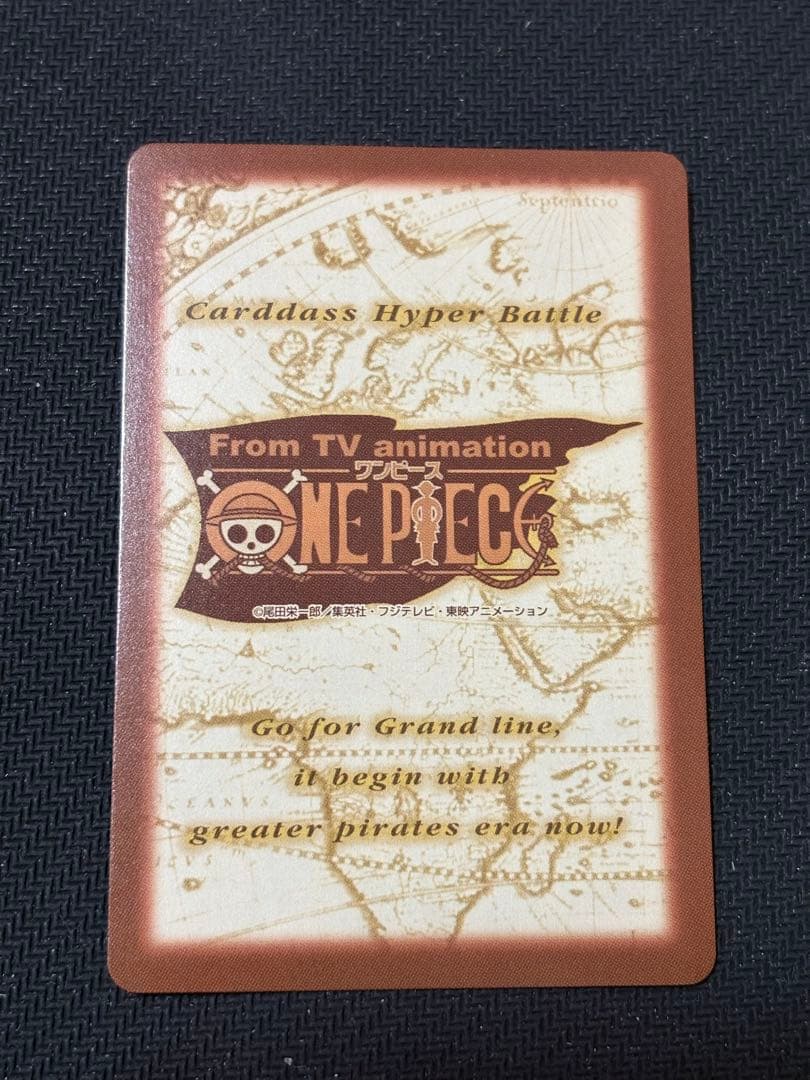 Septentrio
Carddass Hyper Battle
From TV animation
ワンピース
ONE PIECE
©尾田栄一郎／集英社・フジテレビ・東映アニメーション
Go for Grand line,
it begin with
greater pirates era now!